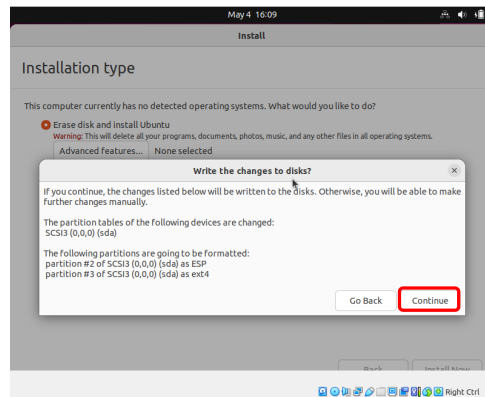 May 4 16:09
Install
Installation type
This computer currently has no detected operating systems. What would you like to do?
Erase disk and install Ubuntu
Warning: This will delete all your programs, documents, photos, music, and any other files in all operating systems.
Advanced features... None selected
Write the changes to disks?
If you continue, the changes listed below will be written to the disks. Otherwise, you will be able to make
further changes manually.
The partition tables of the following devices are changed:
SCSI3 (0,0,0) (sda)
The following partitions are going to be formatted:
partition #2 of SCSI3 (0,0,0) (sda) as ESP
partition #3 of SCSI3 (0,0,0) (sda) as ext4
Go Back Continue
Back Install Now
Right Ctrl